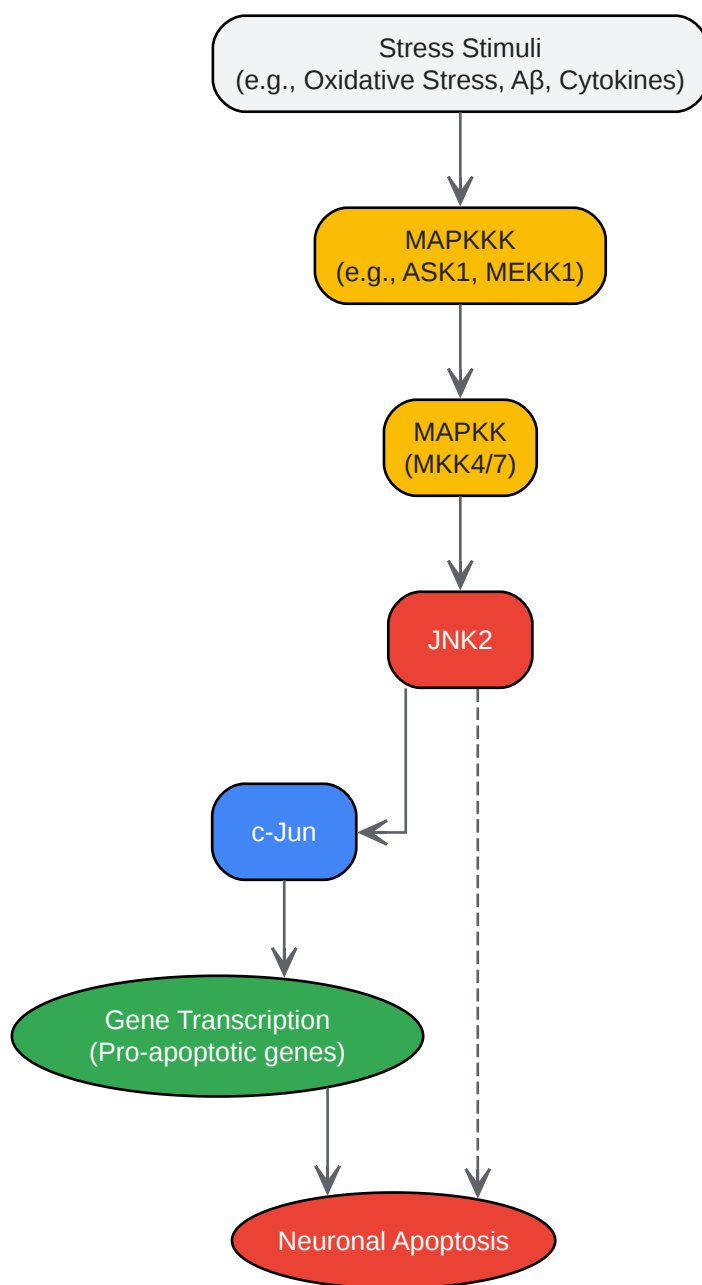 Stress Stimuli
(e.g., Oxidative Stress, Aβ, Cytokines)
MAPKKK
(e.g., ASK1, MEKK1)
MAPKK
(MKK4/7)
JNK2
c-Jun
Gene Transcription
(Pro-apoptotic genes)
Neuronal Apoptosis